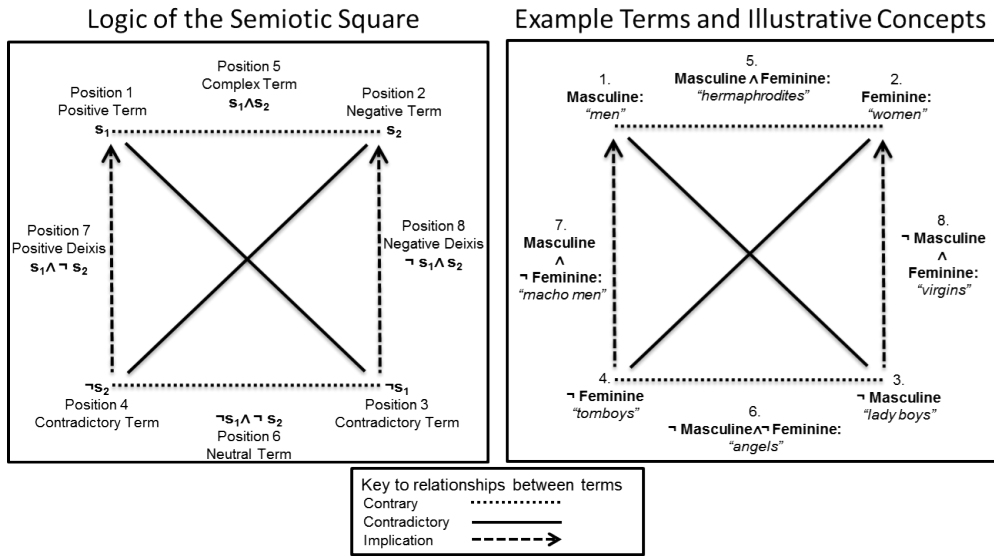 Logic of the Semiotic Square
Position 5
Complex Term
s₁∧s₂
Position 1
Positive Term
s₁
Position 2
Negative Term
s₂
Position 7
Positive Deixis
s₁∧ ¬ s₂
Position 8
Negative Deixis
¬ s₁∧ s₂
¬s₂
Position 4
Contradictory Term
¬s₁
Position 3
Contradictory Term
¬s₁∧ ¬ s₂
Position 6
Neutral Term
Example Terms and Illustrative Concepts
5.
Masculine ∧ Feminine:
"hermaphrodites"
1.
Masculine:
"men"
2.
Feminine:
"women"
7.
Masculine
∧
¬ Feminine:
"macho men"
8.
¬ Masculine
∧
Feminine:
"virgins"
4.
¬ Feminine
"tomboys"
3.
¬ Masculine
"lady boys"
6.
¬ Masculine∧¬ Feminine:
"angels"
Key to relationships between terms
Contrary
Contradictory
Implication